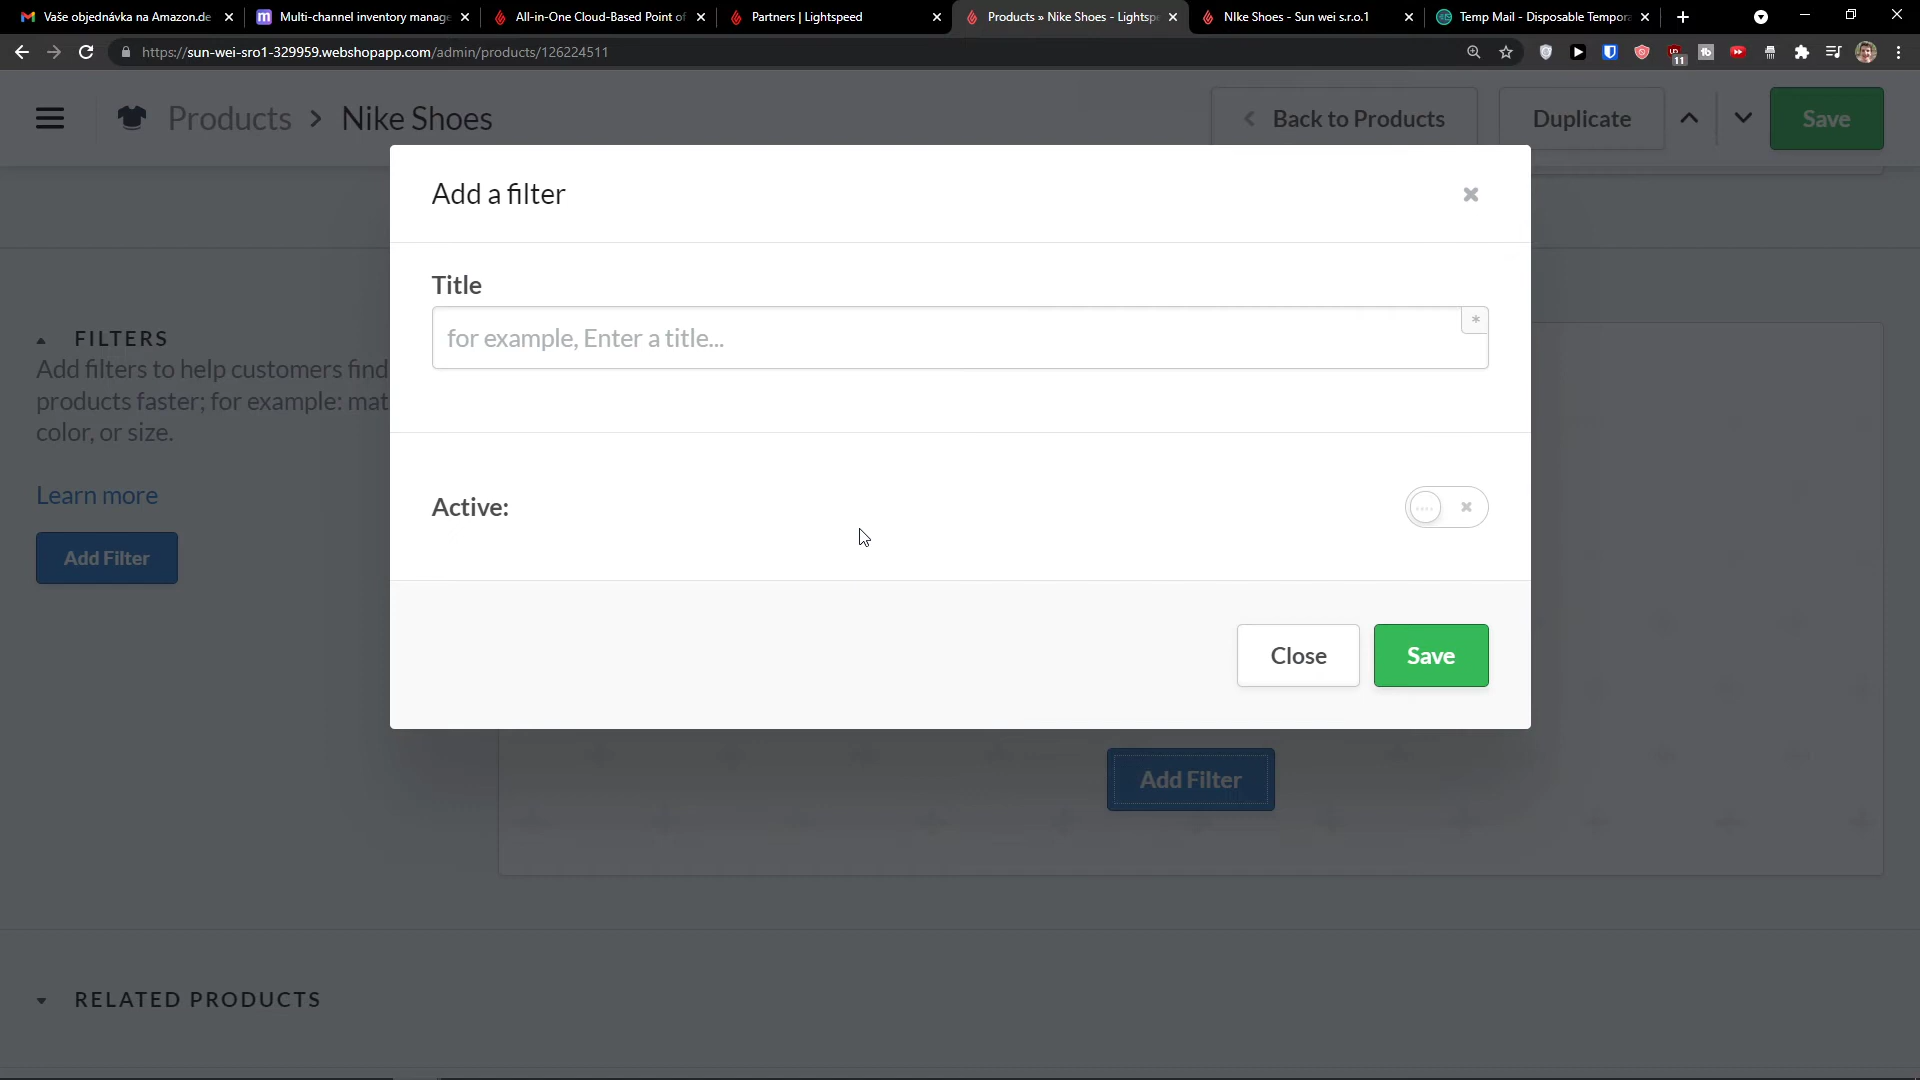 Vaše objednávka na Amazon.de
Multi-channel inventory manage
All-in-One Cloud-Based Point of
Partners | Lightspeed
Products » Nike Shoes - Lightspe
NIke Shoes - Sun wei s.r.o.1
Temp Mail - Disposable Tempora
https://sun-wei-sro1-329959.webshopapp.com/admin/products/126224511
11
Products > Nike Shoes
Back to Products
Duplicate
Save
Add a filter
Title
for example, Enter a title...
*
FILTERS
Add filters to help customers find
products faster; for example: mat
color, or size.
Learn more
Add Filter
Active:
Close
Save
Add Filter
RELATED PRODUCTS